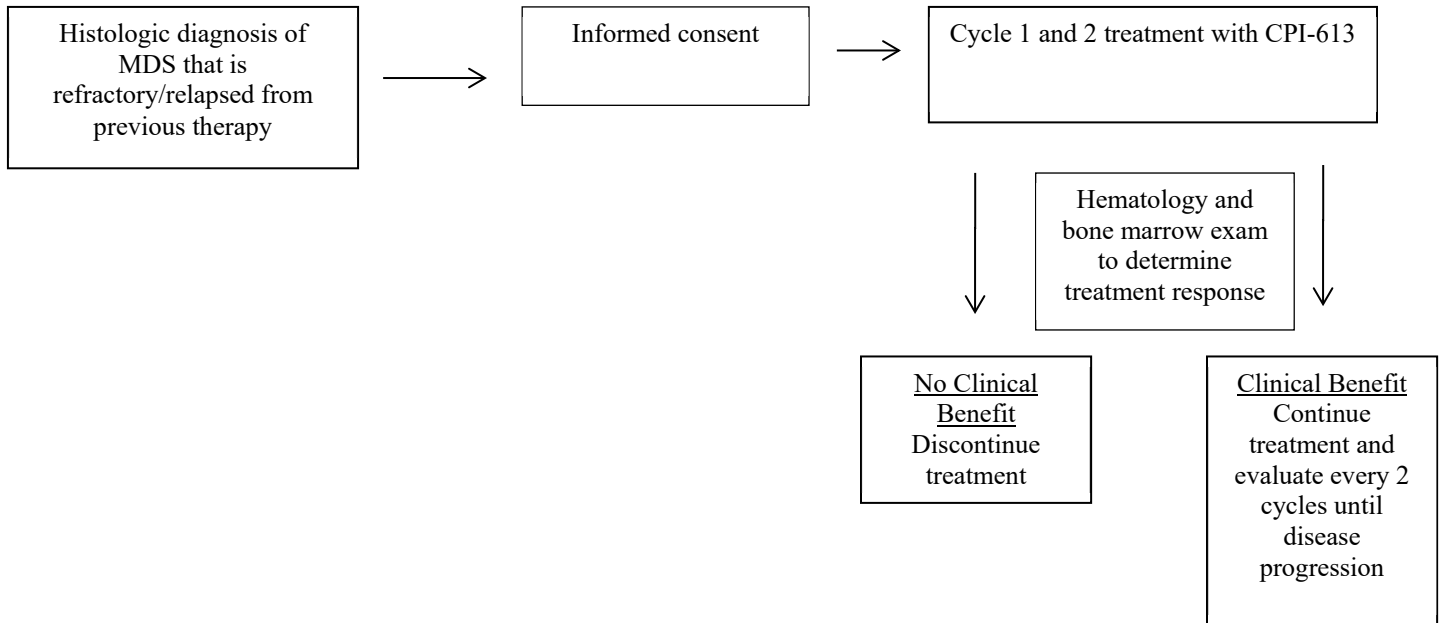 Histologic diagnosis of
MDS that is
refractory/relapsed from
previous therapy
Informed consent
Cycle 1 and 2 treatment with CPI-613
Hematology and
bone marrow exam
to determine
treatment response
No Clinical
Benefit
Discontinue
treatment
Clinical Benefit
Continue
treatment and
evaluate every 2
cycles until
disease
progression